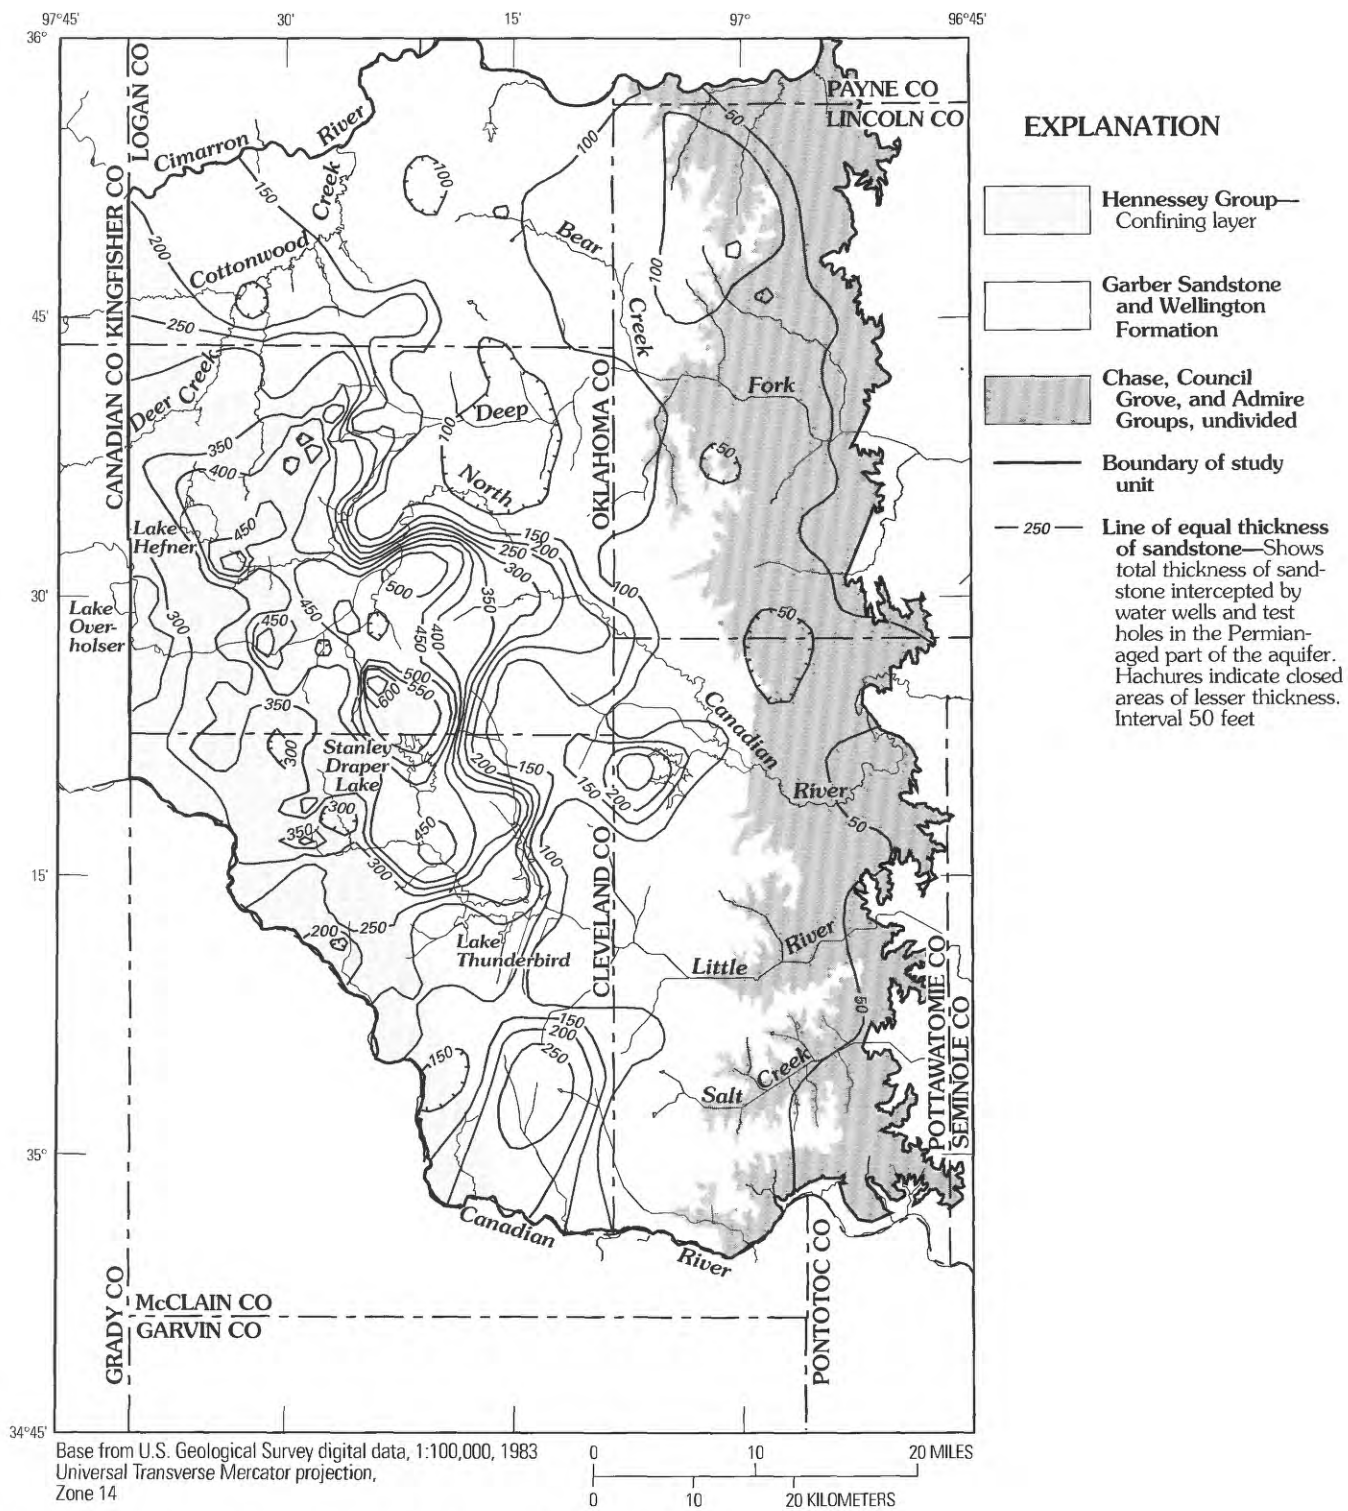 97°45'
30'
15'
97°
96°45'
36°
LOGAN CO
KINGFISHER CO
CANADIAN CO
Cimarron
River
PAYNE CO
LINCOLN CO
50
100
150
200
100
Creek
Cottonwood
Bear
Creek
100
45'
250
Deer Creek
OKLAHOMA CO
Deep
Fork
100
350
400
North
50
450
Lake
Hefner
150
200
250
300
350
100
500
30'
Lake
Over-
holser
300
450
450
450
400
50
500
550
600
350
300
Stanley
Draper
Lake
Canadian
River
200
150
150
200
300
350
450
50
300
100
CLEVELAND CO
15'
200
250
Lake
Thunderbird
Little
River
50
POTTAWATOMIE CO
SEMINOLE CO
150
200
250
150
Salt
Creek
35°
Canadian
River
PONTOTOC CO
GRADY CO
McCLAIN CO
GARVIN CO
34°45'
EXPLANATION
Hennessey Group—
Confining layer
Garber Sandstone
and Wellington
Formation
Chase, Council
Grove, and Admire
Groups, undivided
Boundary of study
unit
250
Line of equal thickness
of sandstone—Shows
total thickness of sand-
stone intercepted by
water wells and test
holes in the Permian-
aged part of the aquifer.
Hachures indicate closed
areas of lesser thickness.
Interval 50 feet
Base from U.S. Geological Survey digital data, 1:100,000, 1983
Universal Transverse Mercator projection,
Zone 14
0 10 20 MILES
0 10 20 KILOMETERS